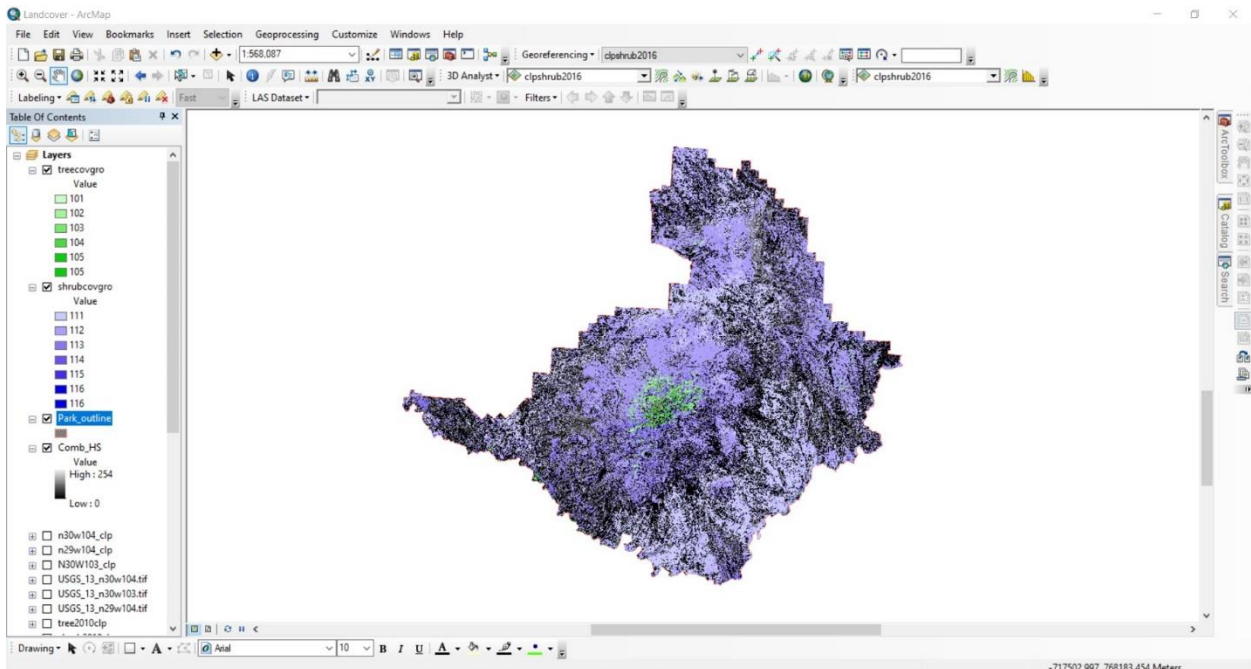 Landcover - ArcMap
File Edit View Bookmarks Insert Selection Geoprocessing Customize Windows Help
1:568,087 Georeferencing clpshrub2016
3D Analyst clpshrub2016 clpshrub2016
Labeling Fast LAS Dataset Filters
Table Of Contents
Layers
treecovgro
Value
101
102
103
104
105
105
shrubcovgro
Value
111
112
113
114
115
116
116
Park_outline
Comb_HS
Value
High : 254
Low : 0
n30w104_clp
n29w104_clp
N30W103_clp
USGS_13_n30w104.tif
USGS_13_n30w103.tif
USGS_13_n29w104.tif
tree2010clp
ArcToolbox
Catalog
Search
Drawing A Arial 10 B I U A
-717502.997 768183.454 Meters